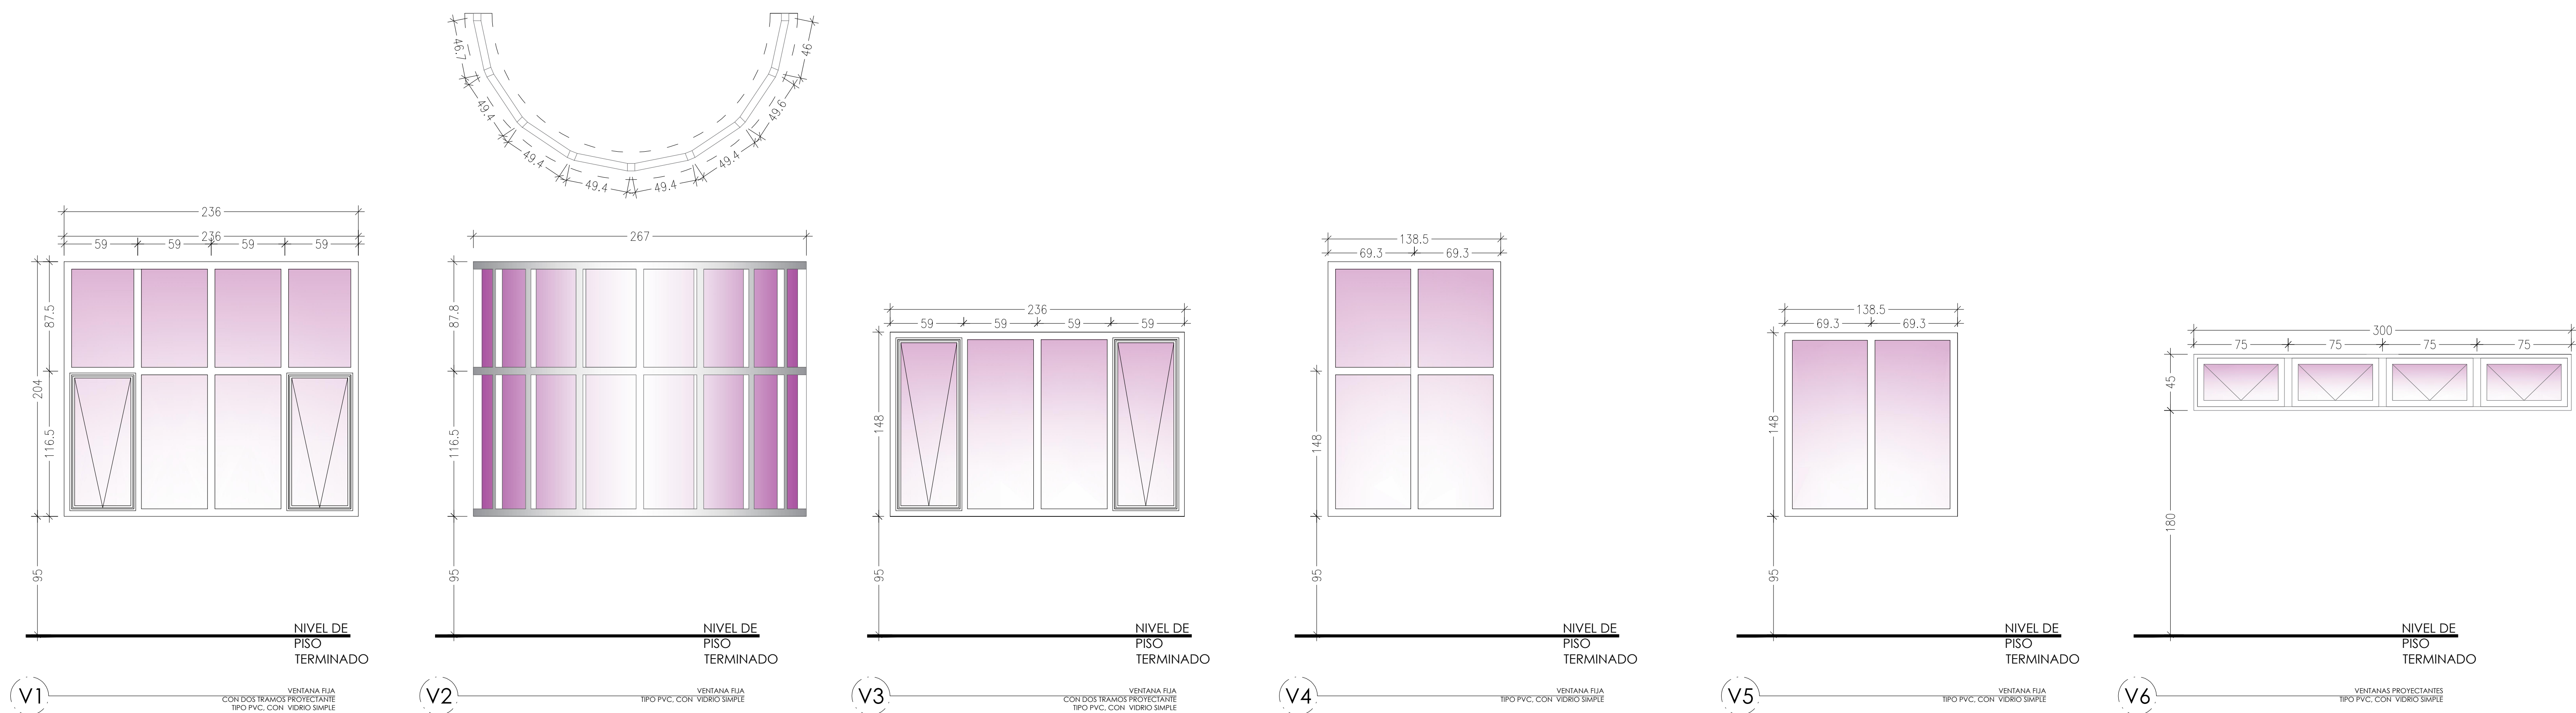 46.7
49.4
49.4
49.4
49.4
49.4
49.6
46
236
236
59
59
59
59
87.5
204
116.5
95
NIVEL DE
PISO
TERMINADO
V1
VENTANA FIJA
CON DOS TRAMOS PROYECTANTE
TIPO PVC, CON VIDRIO SIMPLE
267
87.8
116.5
95
NIVEL DE
PISO
TERMINADO
V2
VENTANA FIJA
TIPO PVC, CON VIDRIO SIMPLE
236
59
59
59
59
148
95
NIVEL DE
PISO
TERMINADO
V3
VENTANA FIJA
CON DOS TRAMOS PROYECTANTE
TIPO PVC, CON VIDRIO SIMPLE
138.5
69.3
69.3
148
95
NIVEL DE
PISO
TERMINADO
V4
VENTANA FIJA
TIPO PVC, CON VIDRIO SIMPLE
138.5
69.3
69.3
148
95
NIVEL DE
PISO
TERMINADO
V5
VENTANA FIJA
TIPO PVC, CON VIDRIO SIMPLE
300
75
75
75
75
45
180
NIVEL DE
PISO
TERMINADO
V6
VENTANAS PROYECTANTES
TIPO PVC, CON VIDRIO SIMPLE